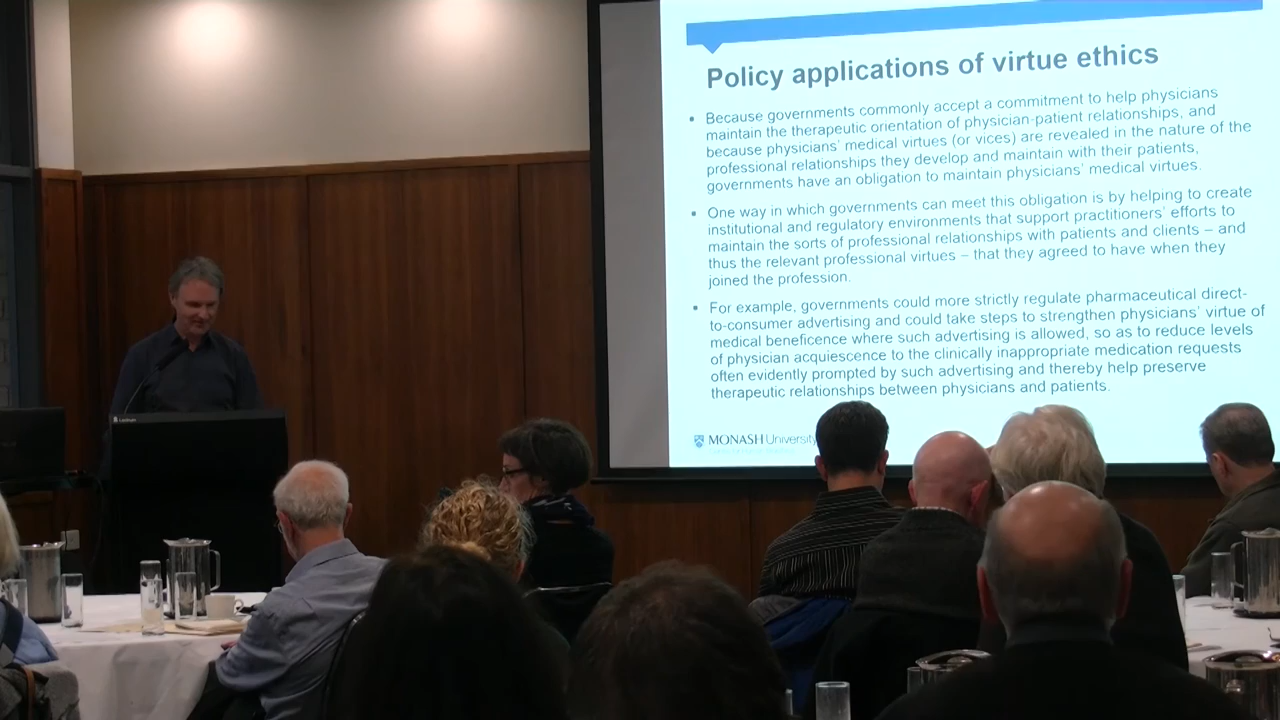 Policy applications of virtue ethics
• Because governments commonly accept a commitment to help physicians
maintain the therapeutic orientation of physician-patient relationships, and
because physicians' medical virtues (or vices) are revealed in the nature of the
professional relationships they develop and maintain with their patients,
governments have an obligation to maintain physicians' medical virtues.
• One way in which governments can meet this obligation is by helping to create
institutional and regulatory environments that support practitioners' efforts to
maintain the sorts of professional relationships with patients and clients – and
thus the relevant professional virtues – that they agreed to have when they
joined the profession.
• For example, governments could more strictly regulate pharmaceutical direct-
to-consumer advertising and could take steps to strengthen physicians' virtue of
medical beneficence where such advertising is allowed, so as to reduce levels
of physician acquiescence to the clinically inappropriate medication requests
often evidently prompted by such advertising and thereby help preserve
therapeutic relationships between physicians and patients.
MONASH University